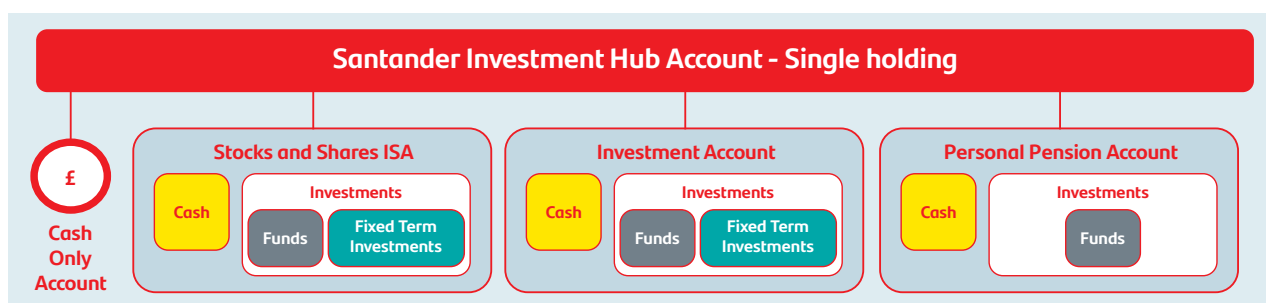 Santander Investment Hub Account - Single holding
£
Cash
Only
Account
Stocks and Shares ISA
Cash
Investments
Funds
Fixed Term
Investments
Investment Account
Cash
Investments
Funds
Fixed Term
Investments
Personal Pension Account
Cash
Investments
Funds